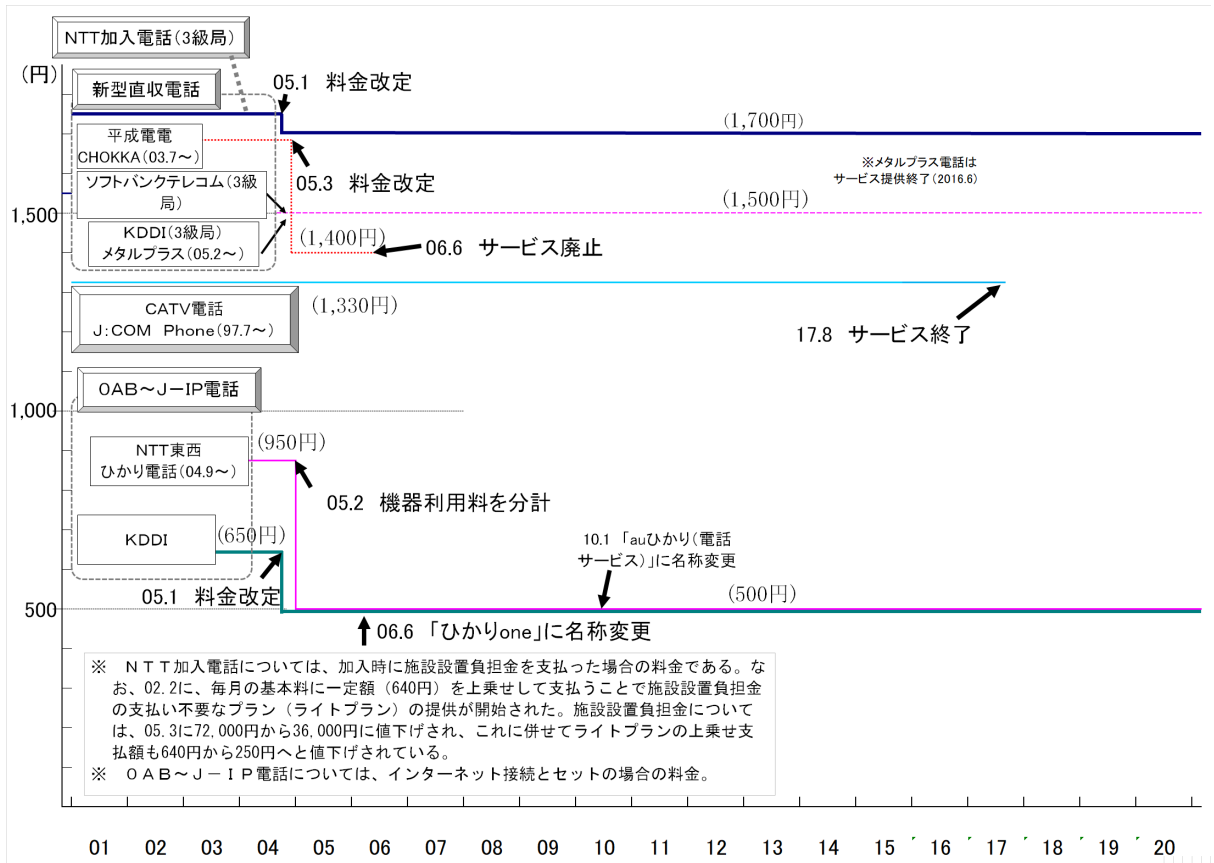 NTT加入電話(3級局)
(円)
新型直収電話
05.1 料金改定
(1,700円)
平成電電
CHOKKA(03.7～)
※メタルプラス電話は
サービス提供終了(2016.6)
ソフトバンクテレコム(3級
局)
05.3 料金改定
(1,500円)
1,500
KDDI(3級局)
メタルプラス(05.2～)
(1,400円)
06.6 サービス廃止
CATV電話
J:COM Phone(97.7～)
(1,330円)
17.8 サービス終了
0AB～J－IP電話
1,000
NTT東西
ひかり電話(04.9～)
(950円)
05.2 機器利用料を分計
KDDI
(650円)
10.1 「auひかり(電話
サービス)」に名称変更
05.1 料金改定
(500円)
500
06.6 「ひかりone」に名称変更
※ ＮＴＴ加入電話については、加入時に施設設置負担金を支払った場合の料金である。な
お、02.2に、毎月の基本料に一定額（640円）を上乗せして支払うことで施設設置負担金
の支払い不要なプラン（ライトプラン）の提供が開始された。施設設置負担金について
は、05.3に72,000円から36,000円に値下げされ、これに併せてライトプランの上乗せ支
払額も640円から250円へと値下げされている。
※ ０ＡＢ～Ｊ－ＩＰ電話については、インターネット接続とセットの場合の料金。
01 02 03 04 05 06 07 08 09 10 11 12 13 14 15 16 17 18 19 20